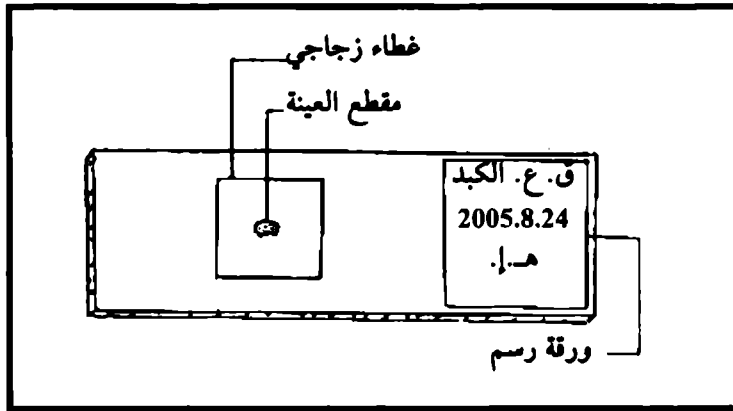 غطاء زجاجي
مقطع العينة
ق. ع. الكبد
2005.8.24
هـ.إ.
ورقة رسم